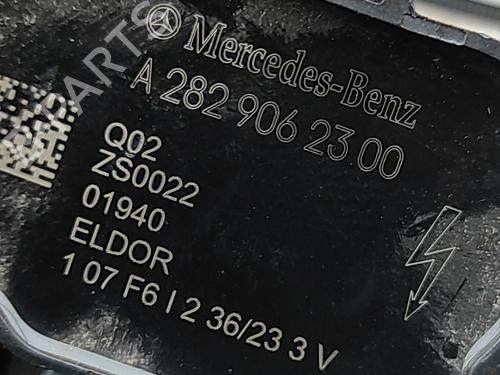 Mercedes-Benz
A 282 906 23 00
Q02
ZS0022
01940
ELDOR
1 07 F6 I 2 36/23 3 V